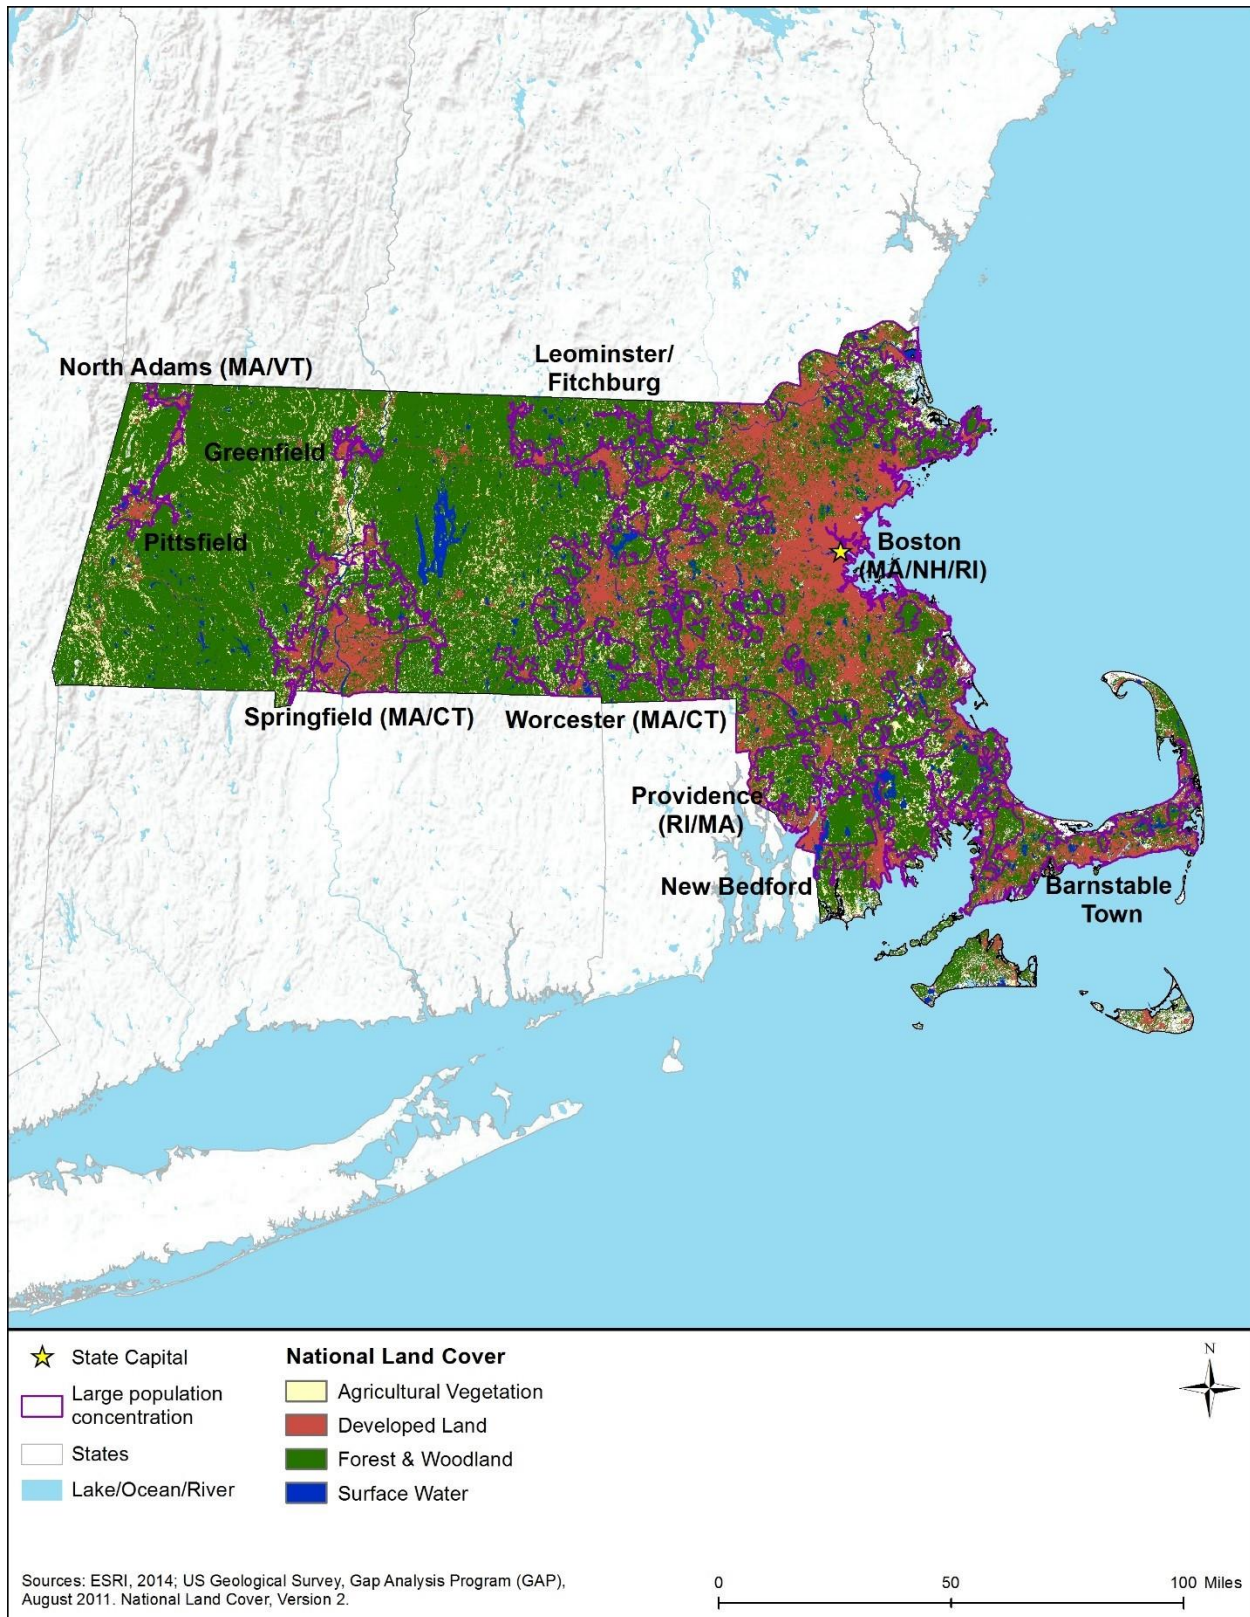 North Adams (MA/VT)
Leominster/
Fitchburg
Greenfield
Pittsfield
Boston
(MA/NH/RI)
Springfield (MA/CT)
Worcester (MA/CT)
Providence
(RI/MA)
New Bedford
Barnstable
Town
State Capital
Large population
concentration
States
Lake/Ocean/River
National Land Cover
Agricultural Vegetation
Developed Land
Forest & Woodland
Surface Water
N
Sources: ESRI, 2014; US Geological Survey, Gap Analysis Program (GAP),
August 2011. National Land Cover, Version 2.
0 50 100 Miles